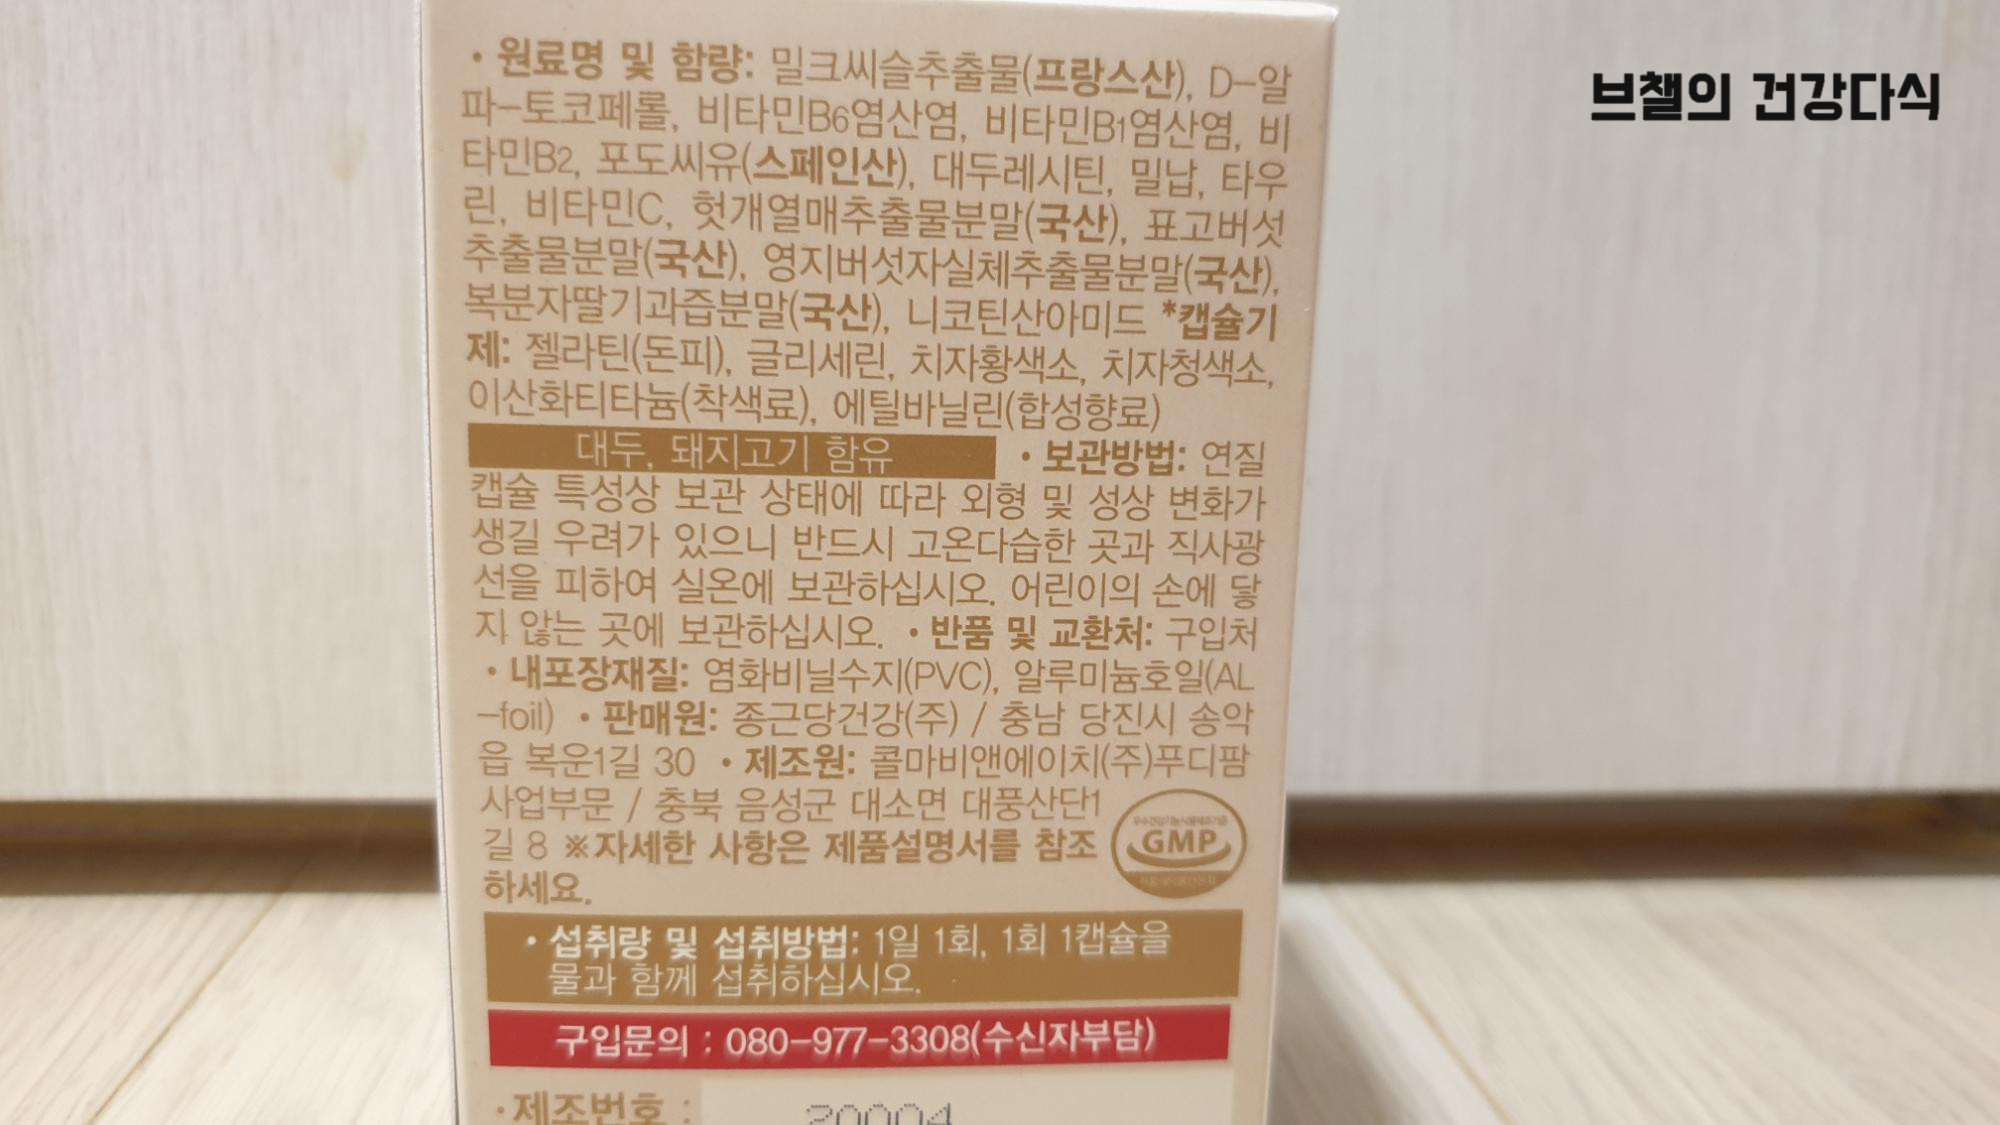 브챌의 건강다식
• 원료명 및 함량: 밀크씨슬추출물(프랑스산), D-알
파-토코페롤, 비타민B6염산염, 비타민B1염산염, 비
타민B2, 포도씨유(스페인산), 대두레시틴, 밀납, 타우
린, 비타민C, 헛개열매추출물분말(국산), 표고버섯
추출물분말(국산), 영지버섯자실체추출물분말(국산),
복분자딸기과즙분말(국산), 니코틴산아미드 *캡슐기
제: 젤라틴(돈피), 글리세린, 치자황색소, 치자청색소,
이산화티타늄(착색료), 에틸바닐린(합성향료)
대두, 돼지고기 함유 • 보관방법: 연질
캡슐 특성상 보관 상태에 따라 외형 및 성상 변화가
생길 우려가 있으니 반드시 고온다습한 곳과 직사광
선을 피하여 실온에 보관하십시오. 어린이의 손에 닿
지 않는 곳에 보관하십시오. • 반품 및 교환처: 구입처
• 내포장재질: 염화비닐수지(PVC), 알루미늄호일(AL
-foil) • 판매원: 종근당건강(주) / 충남 당진시 송악
읍 복운1길 30 • 제조원: 콜마비앤에이치(주)푸디팜
사업부문 / 충북 음성군 대소면 대풍산단1
길 8 ※자세한 사항은 제품설명서를 참조
하세요.
우수건강기능식품제조기준
GMP
• 섭취량 및 섭취방법: 1일 1회, 1회 1캡슐을
물과 함께 섭취하십시오.
구입문의 : 080-977-3308(수신자부담)
• 제조번호 : 20004